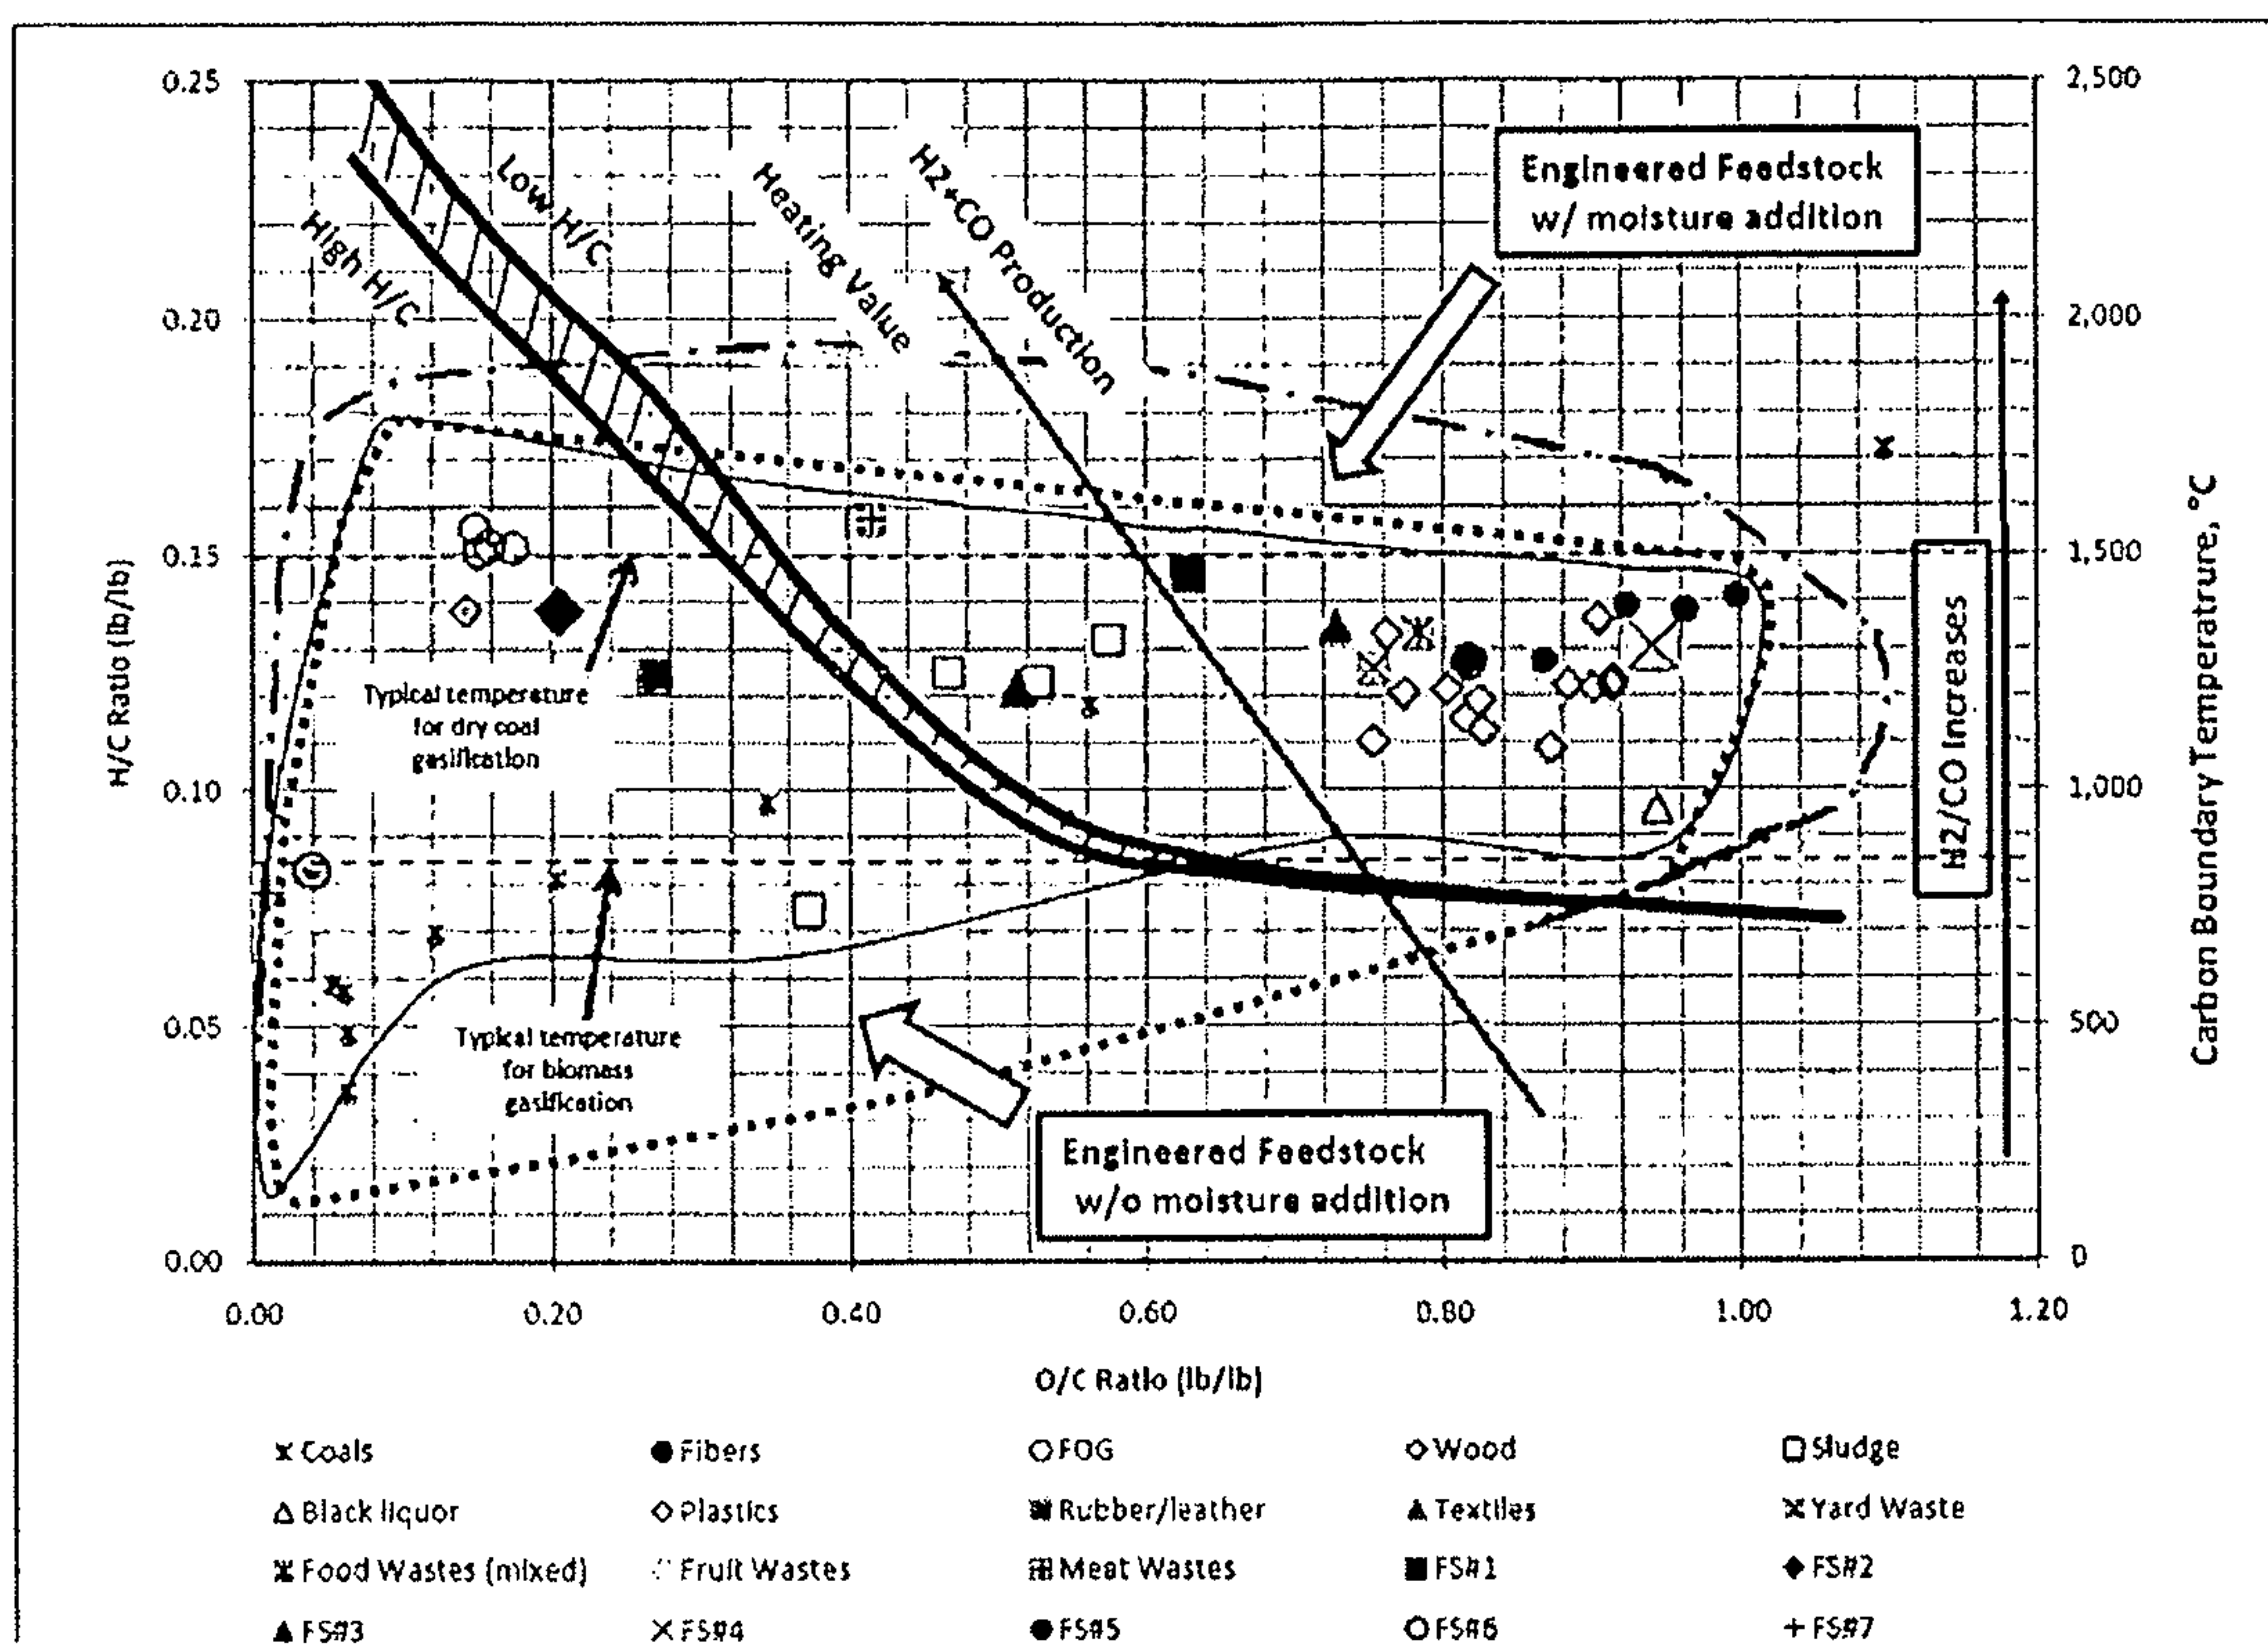 0.25
0.20
0.15
0.10
0.05
0.00
H/C Ratio (lb/lb)
High H/C
Low H/C
Heating Value
H2+CO Production
Engineered Feedstock
w/ moisture addition
Typical temperature
for dry coal
gasification
Typical temperature
for biomass
gasification
Engineered Feedstock
w/o moisture addition
H2/CO Increases
2,500
2,000
1,500
1,000
500
0
Carbon Boundary Temperatrure, °C
0.00 0.20 0.40 0.60 0.80 1.00 1.20
O/C Ratio (lb/lb)
Coals Fibers FOG Wood Sludge
Black liquor Plastics Rubber/leather Textiles Yard Waste
Food Wastes (mixed) Fruit Wastes Meat Wastes FS#1 FS#2
FS#3 FS#4 FS#5 FS#6 FS#7